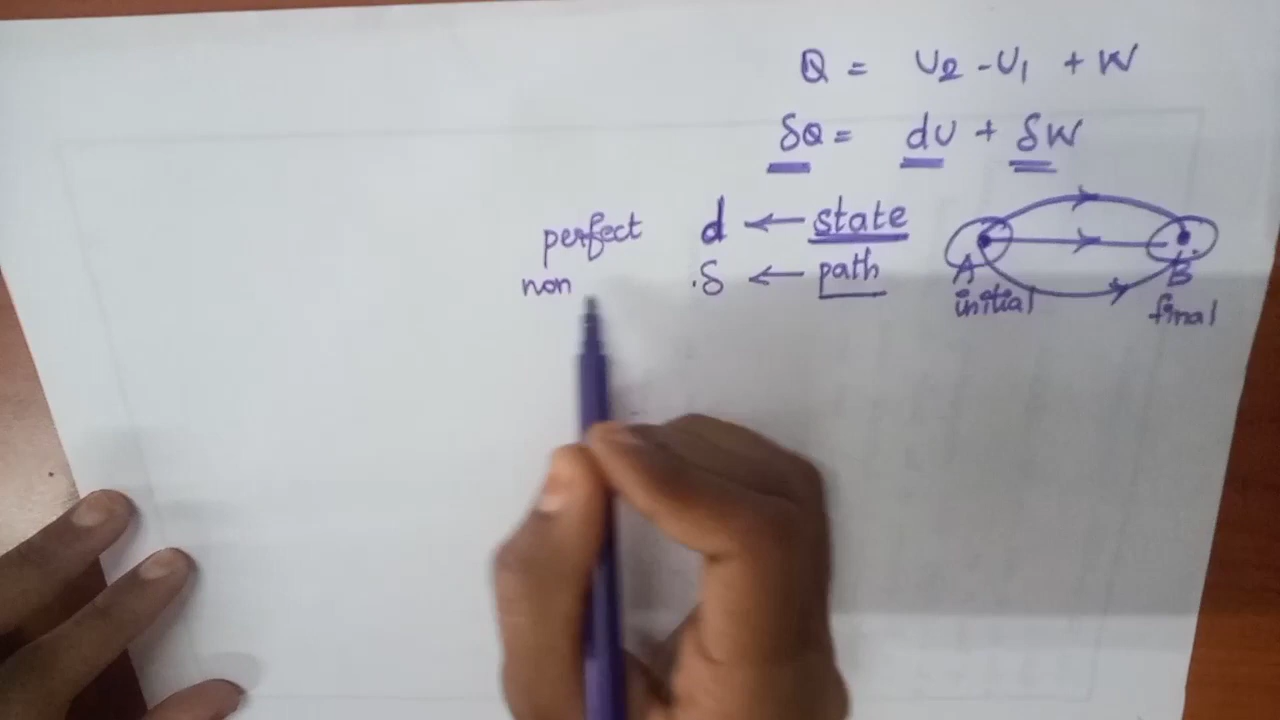 Q = U2 - U1 + W
δQ = dU + δW
perfect d ← state
non .δ ← path
A B
initial final